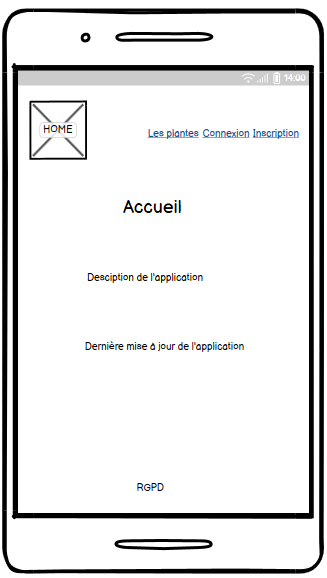 14:00
HOME
Les plantes Connexion Inscription
Accueil
Desciption de l'application
Dernière mise à jour de l'application
RGPD